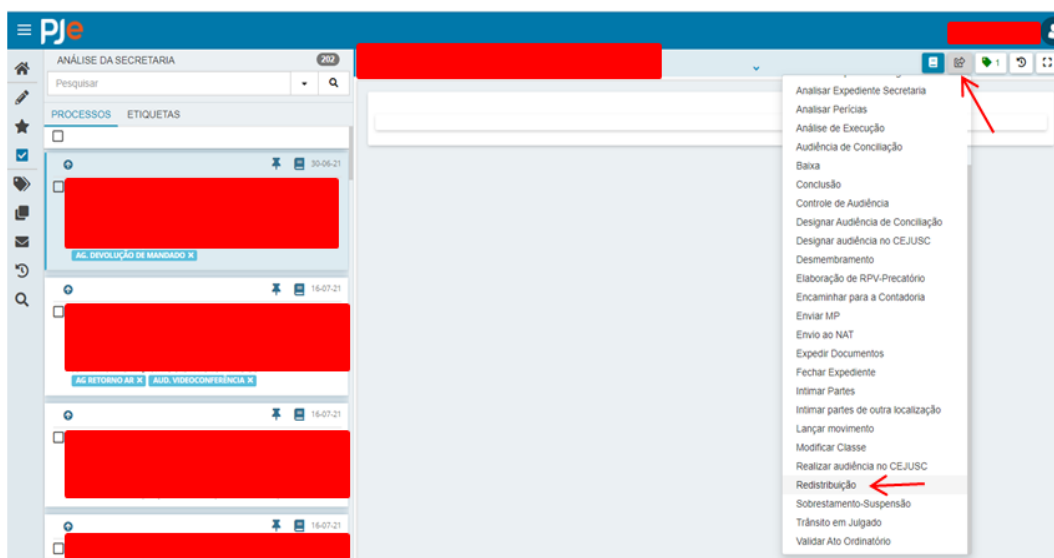 PJe
ANÁLISE DA SECRETARIA 202
Pesquisar
PROCESSOS ETIQUETAS
30-06-21
AG. DEVOLUÇÃO DE MANDADO X
16-07-21
AG RETORNO AR X AUD. VIDEOCONFERÊNCIA X
16-07-21
16-07-21
1
Analisar Expediente Secretaria
Analisar Perícias
Análise de Execução
Audiência de Conciliação
Baixa
Conclusão
Controle de Audiência
Designar Audiência de Conciliação
Designar audiência no CEJUSC
Desmembramento
Elaboração de RPV-Precatório
Encaminhar para a Contadoria
Enviar MP
Envio ao NAT
Expedir Documentos
Fechar Expediente
Intimar Partes
Intimar partes de outra localização
Lançar movimento
Modificar Classe
Realizar audiência no CEJUSC
Redistribuição
Sobrestamento-Suspensão
Trânsito em Julgado
Validar Ato Ordinatório